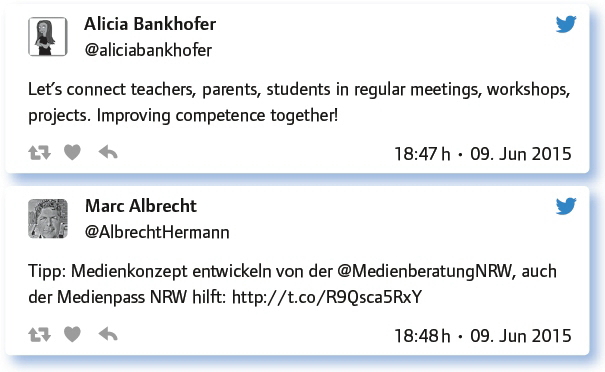 Alicia Bankhofer
@aliciabankhofer
Let's connect teachers, parents, students in regular meetings, workshops,
projects. Improving competence together!
18:47 h · 09. Jun 2015
Marc Albrecht
@AlbrechtHermann
Tipp: Medienkonzept entwickeln von der @MedienberatungNRW, auch
der Medienpass NRW hilft: http://t.co/R9Qsca5RxY
18:48 h · 09. Jun 2015